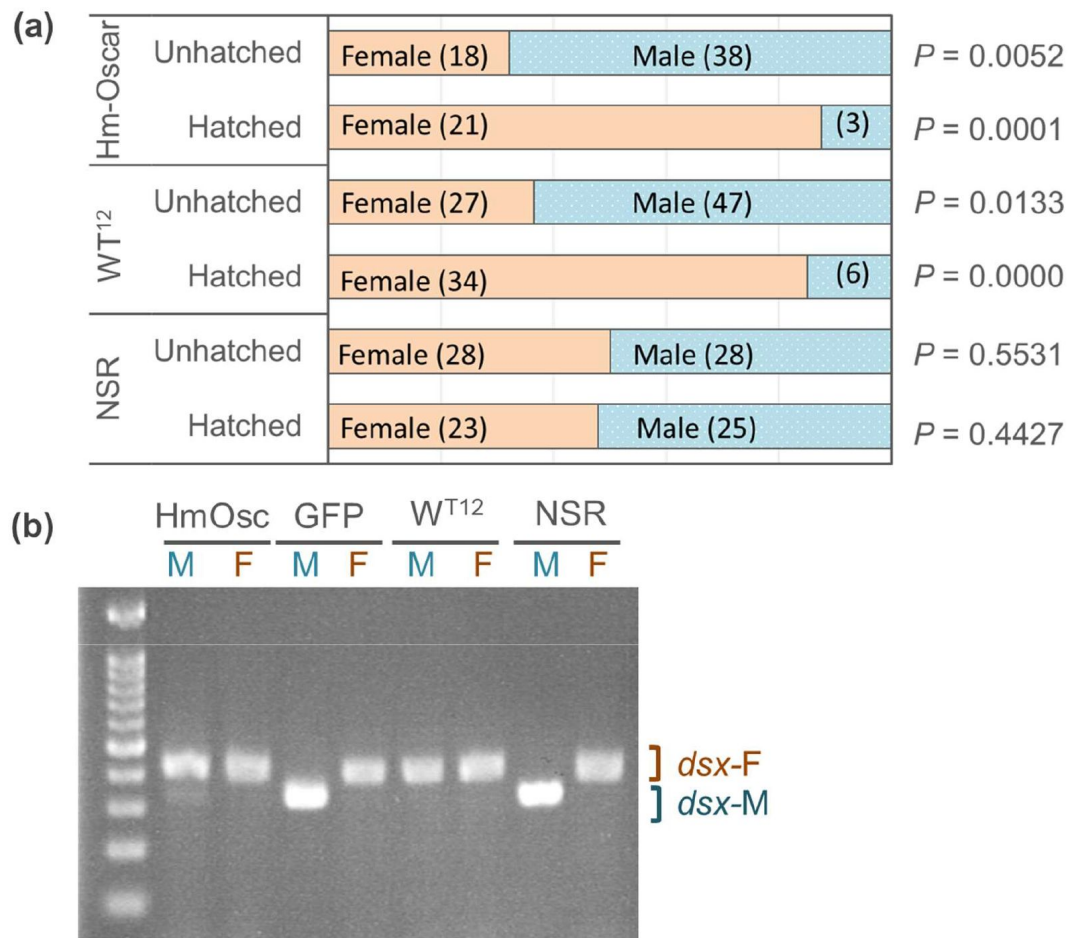 (a)
Hm-Oscar
Unhatched Female (18) Male (38) P = 0.0052
Hatched Female (21) (3) P = 0.0001
WT12
Unhatched Female (27) Male (47) P = 0.0133
Hatched Female (34) (6) P = 0.0000
NSR
Unhatched Female (28) Male (28) P = 0.5531
Hatched Female (23) Male (25) P = 0.4427
(b)
HmOsc GFP WT12 NSR
M F M F M F M F
dsx-F
dsx-M